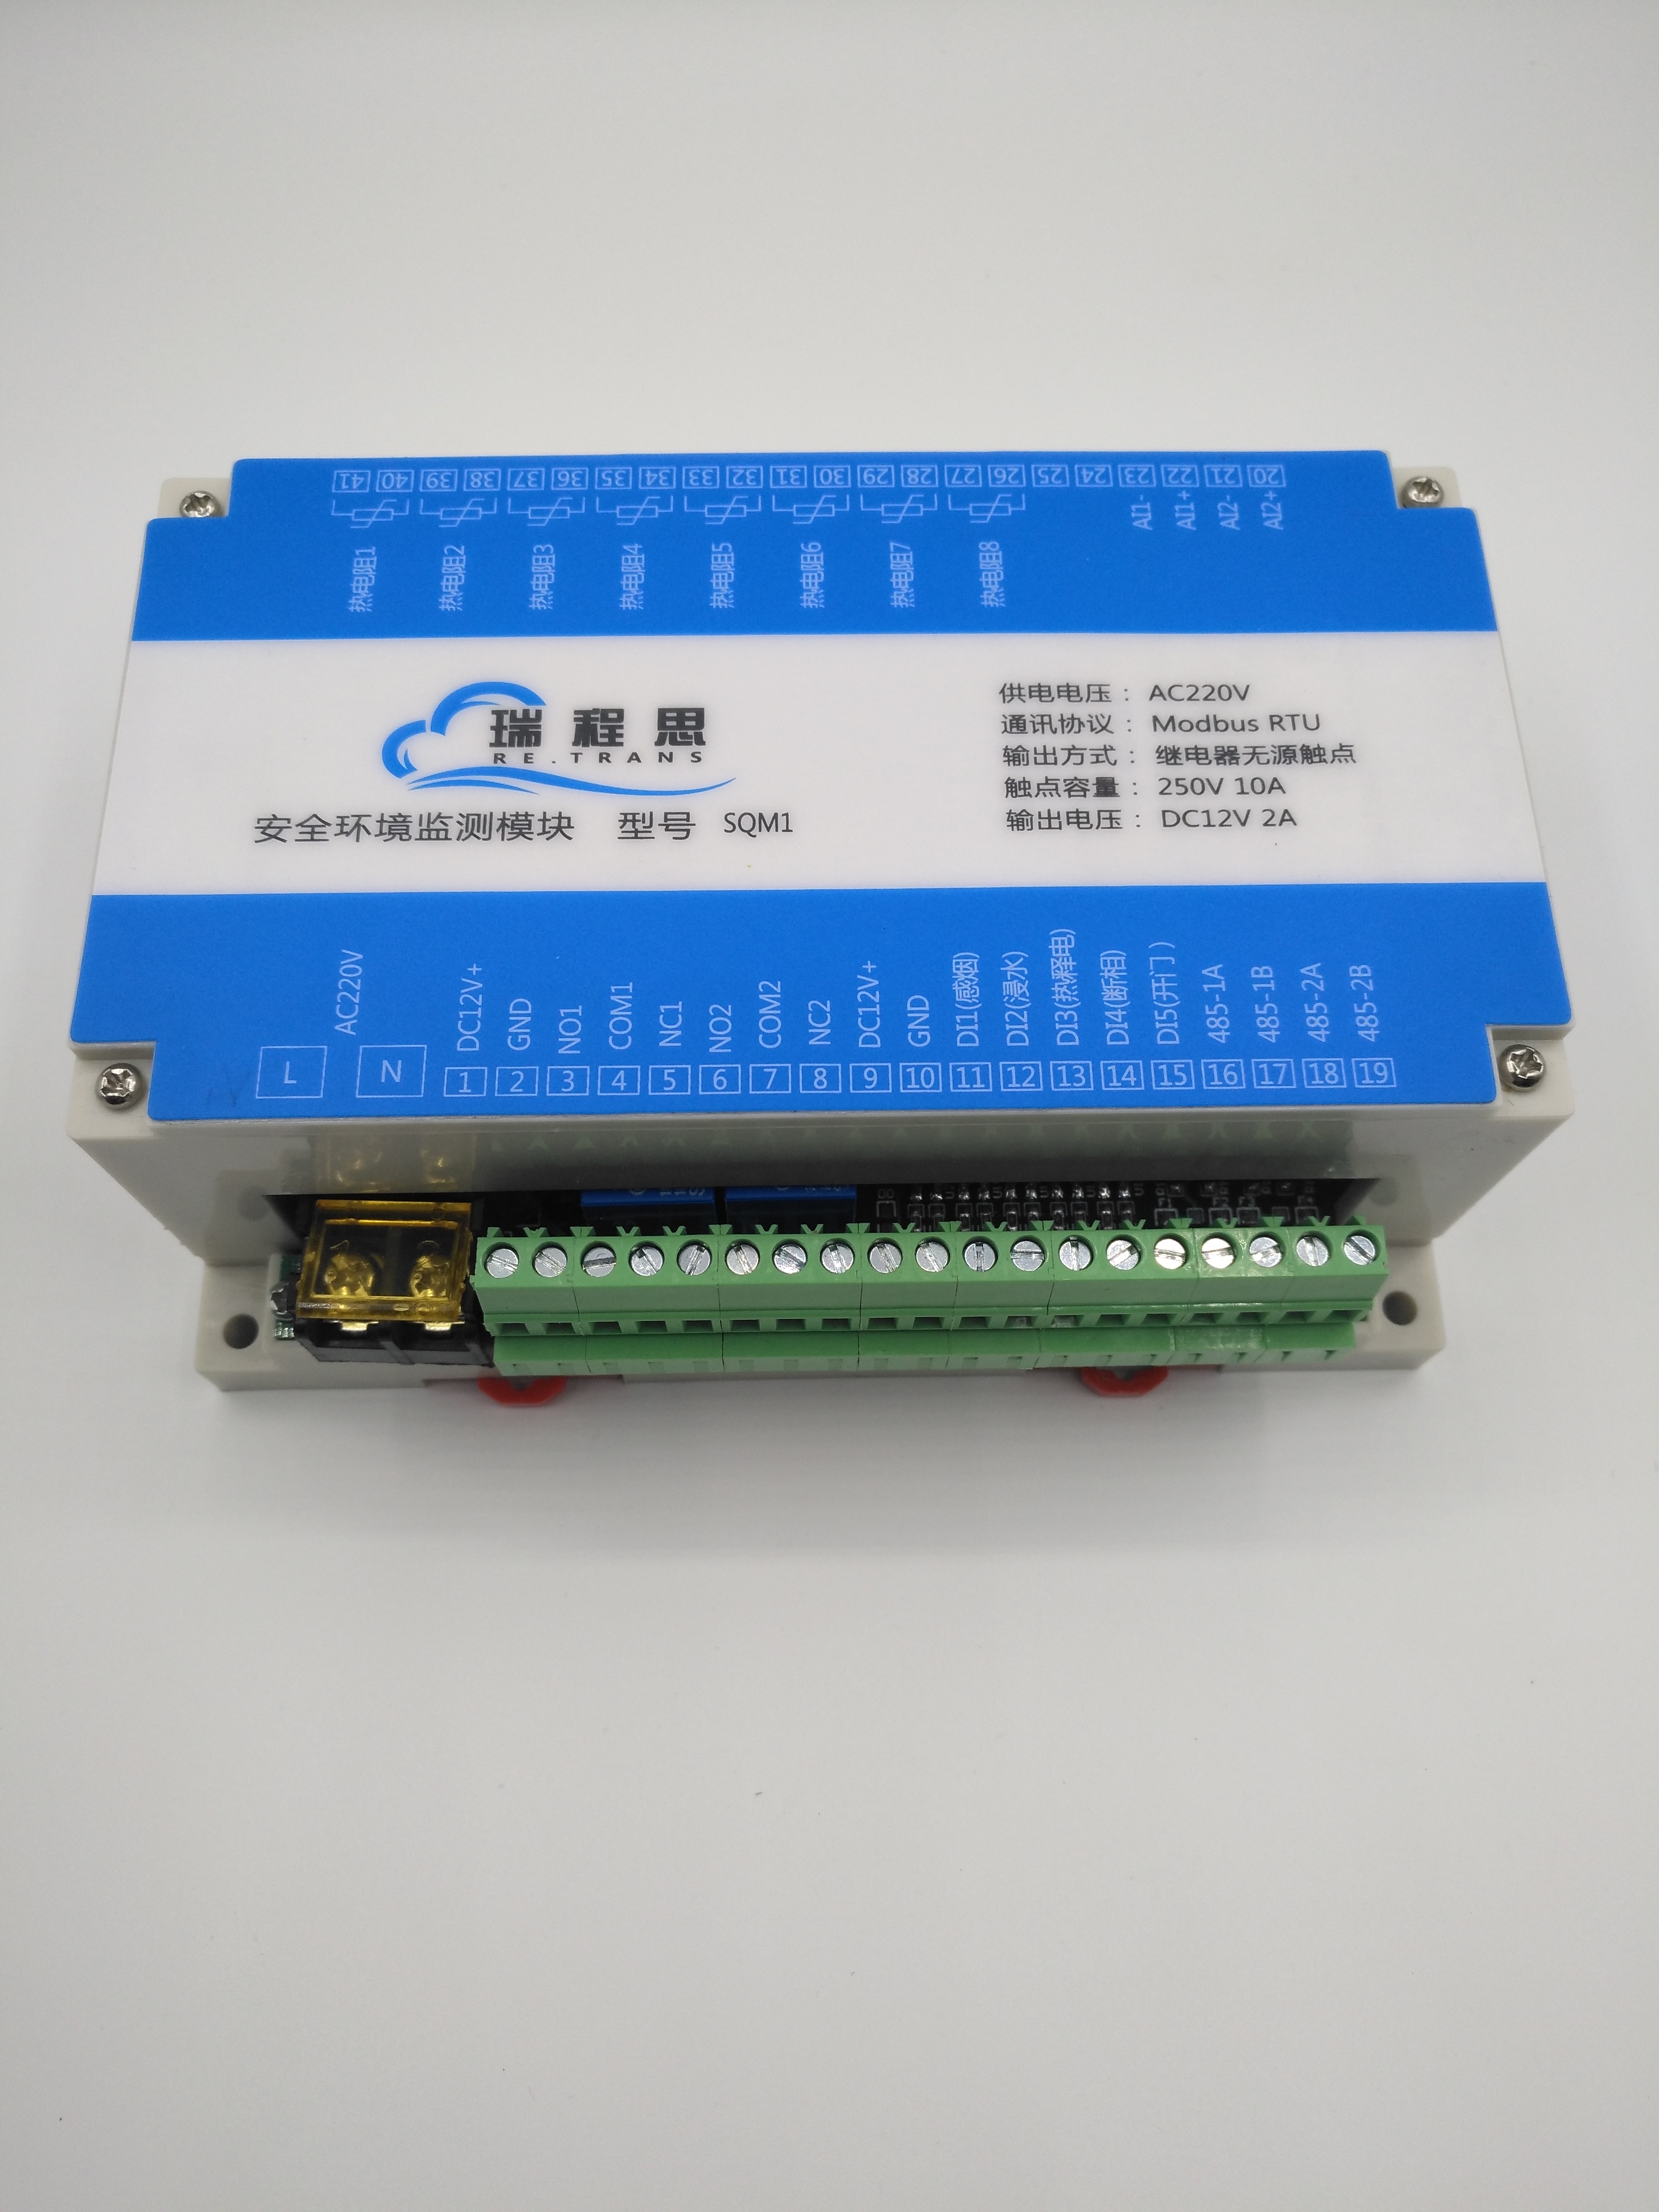 41 40 39 38 37 36 35 34 33 32 31 30 29 28 27 26 25 24 23 22 21 20
热电阻1 热电阻2 热电阻3 热电阻4 热电阻5 热电阻6 热电阻7 热电阻8 AI1- AI1+ AI2- AI2+
瑞程思
RE.TRANS
安全环境监测模块 型号 SQM1
供电电压： AC220V
通讯协议： Modbus RTU
输出方式： 继电器无源触点
触点容量： 250V 10A
输出电压： DC12V 2A
AC220V DC12V+ GND NO1 COM1 NC1 NO2 COM2 NC2 DC12V+ GND DI1(感烟) DI2(浸水) DI3(热释电) DI4(断相) DI5(开门) 485-1A 485-1B 485-2A 485-2B
L N 1 2 3 4 5 6 7 8 9 10 11 12 13 14 15 16 17 18 19